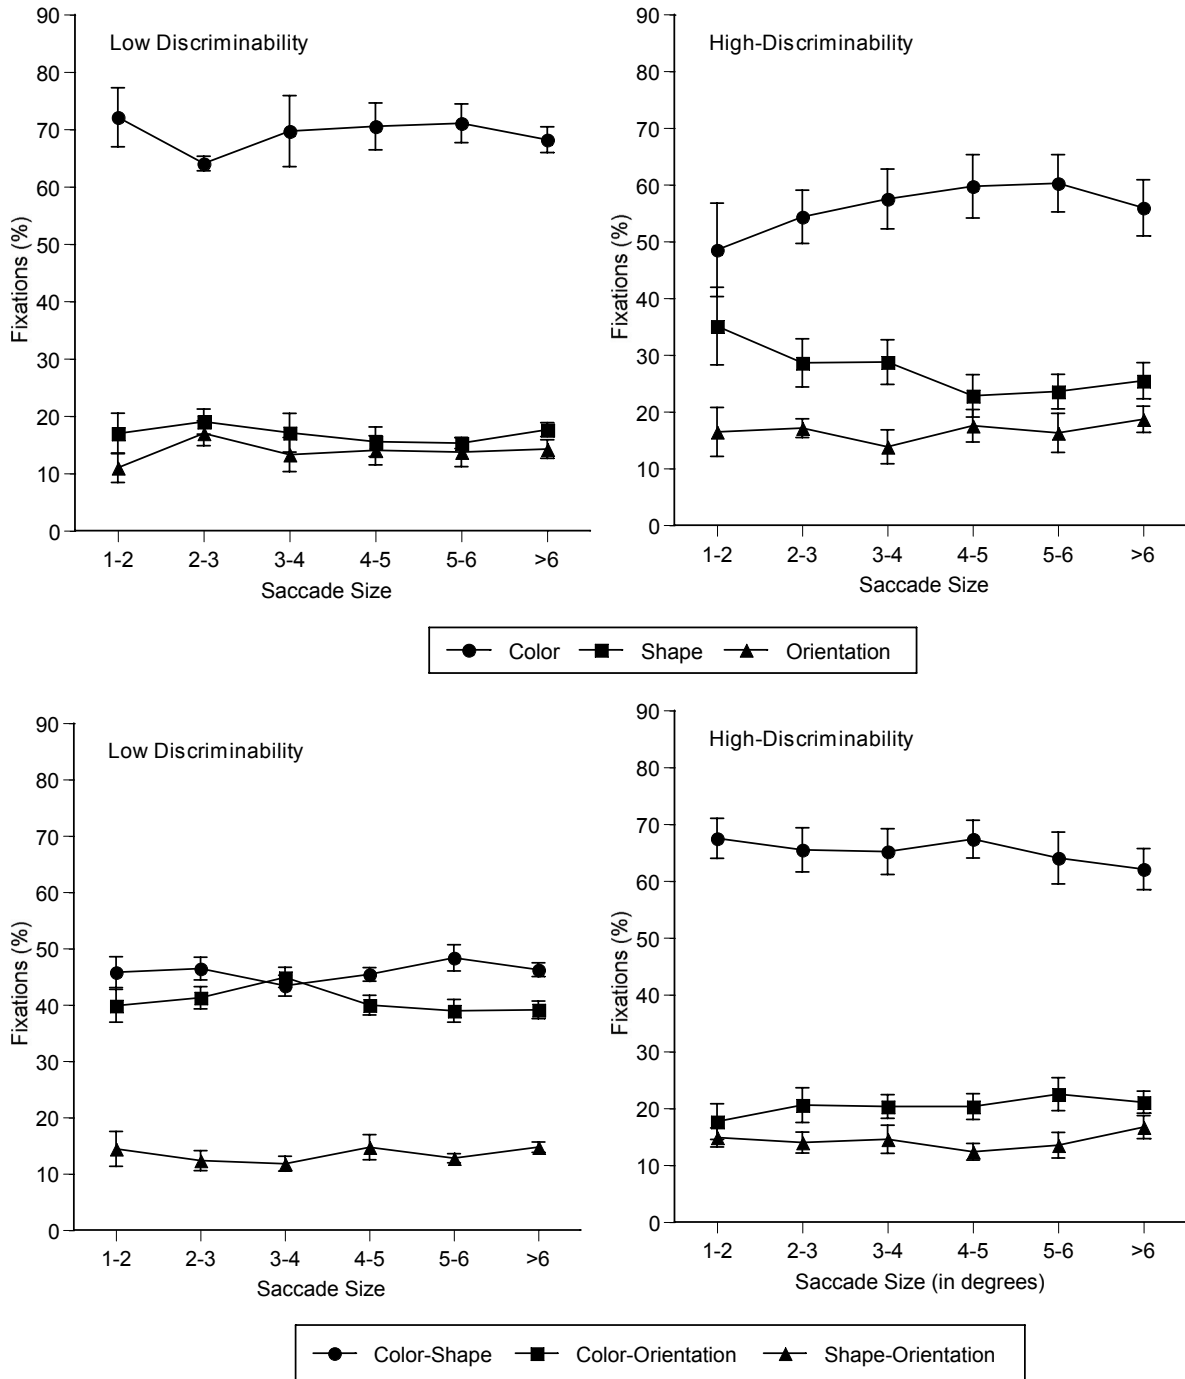 Low Discriminability
90
80
70
60
50
40
30
20
10
0
Fixations (%)
1-2 2-3 3-4 4-5 5-6 >6
Saccade Size
High-Discriminability
90
80
70
60
50
40
30
20
10
0
Fixations (%)
1-2 2-3 3-4 4-5 5-6 >6
Saccade Size
Color Shape Orientation
Low Discriminability
90
80
70
60
50
40
30
20
10
0
Fixations (%)
1-2 2-3 3-4 4-5 5-6 >6
Saccade Size
High-Discriminability
90
80
70
60
50
40
30
20
10
0
Fixations (%)
1-2 2-3 3-4 4-5 5-6 >6
Saccade Size (in degrees)
Color-Shape Color-Orientation Shape-Orientation